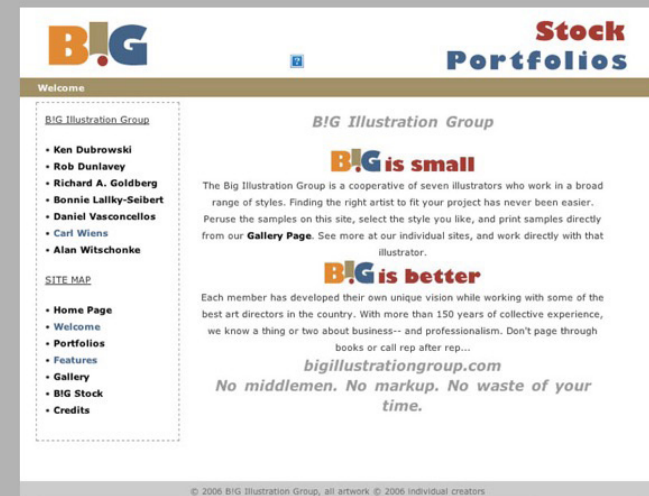 B!G
Stock
Portfolios
?
Welcome
B!G Illustration Group
• Ken Dubrowski
• Rob Dunlavey
• Richard A. Goldberg
• Bonnie Lallky-Seibert
• Daniel Vasconcellos
• Carl Wiens
• Alan Witschonke
SITE MAP
• Home Page
• Welcome
• Portfolios
• Features
• Gallery
• B!G Stock
• Credits
B!G Illustration Group
B!G is small
The Big Illustration Group is a cooperative of seven illustrators who work in a broad
range of styles. Finding the right artist to fit your project has never been easier.
Peruse the samples on this site, select the style you like, and print samples directly
from our Gallery Page. See more at our individual sites, and work directly with that
illustrator.
B!G is better
Each member has developed their own unique vision while working with some of the
best art directors in the country. With more than 150 years of collective experience,
we know a thing or two about business-- and professionalism. Don't page through
books or call rep after rep...
bigillustrationgroup.com
No middlemen. No markup. No waste of your
time.
© 2006 B!G Illustration Group, all artwork © 2006 individual creators